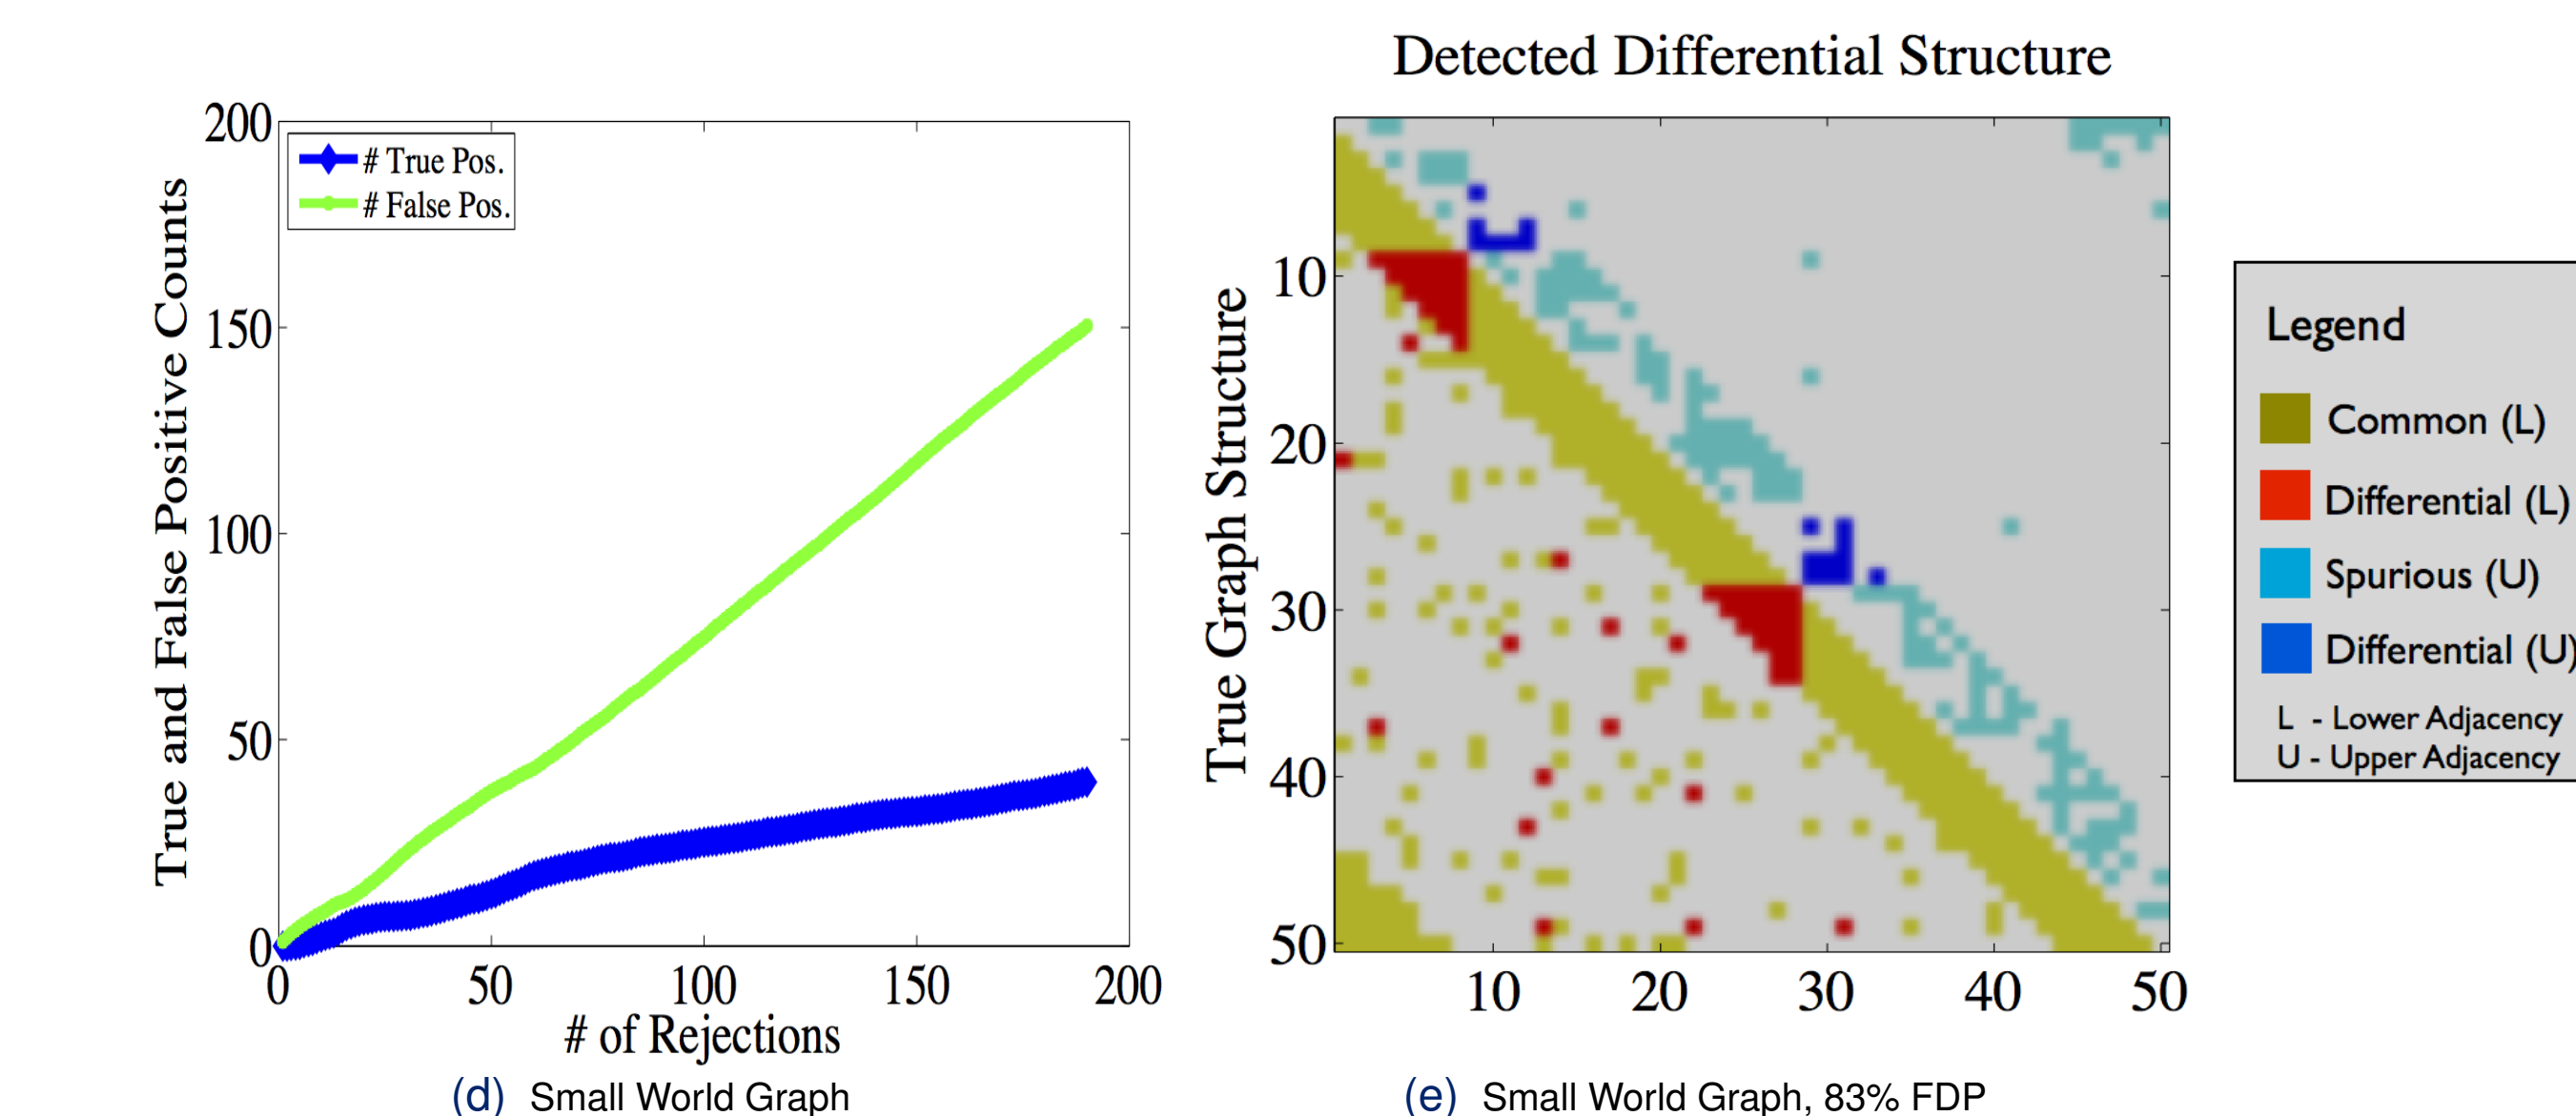 Detected Differential Structure
True and False Positive Counts
200
150
100
50
0
# True Pos.
# False Pos.
0 50 100 150 200
# of Rejections
(d) Small World Graph
True Graph Structure
10
20
30
40
50
10 20 30 40 50
(e) Small World Graph, 83% FDP
Legend
Common (L)
Differential (L)
Spurious (U)
Differential (U)
L - Lower Adjacency
U - Upper Adjacency